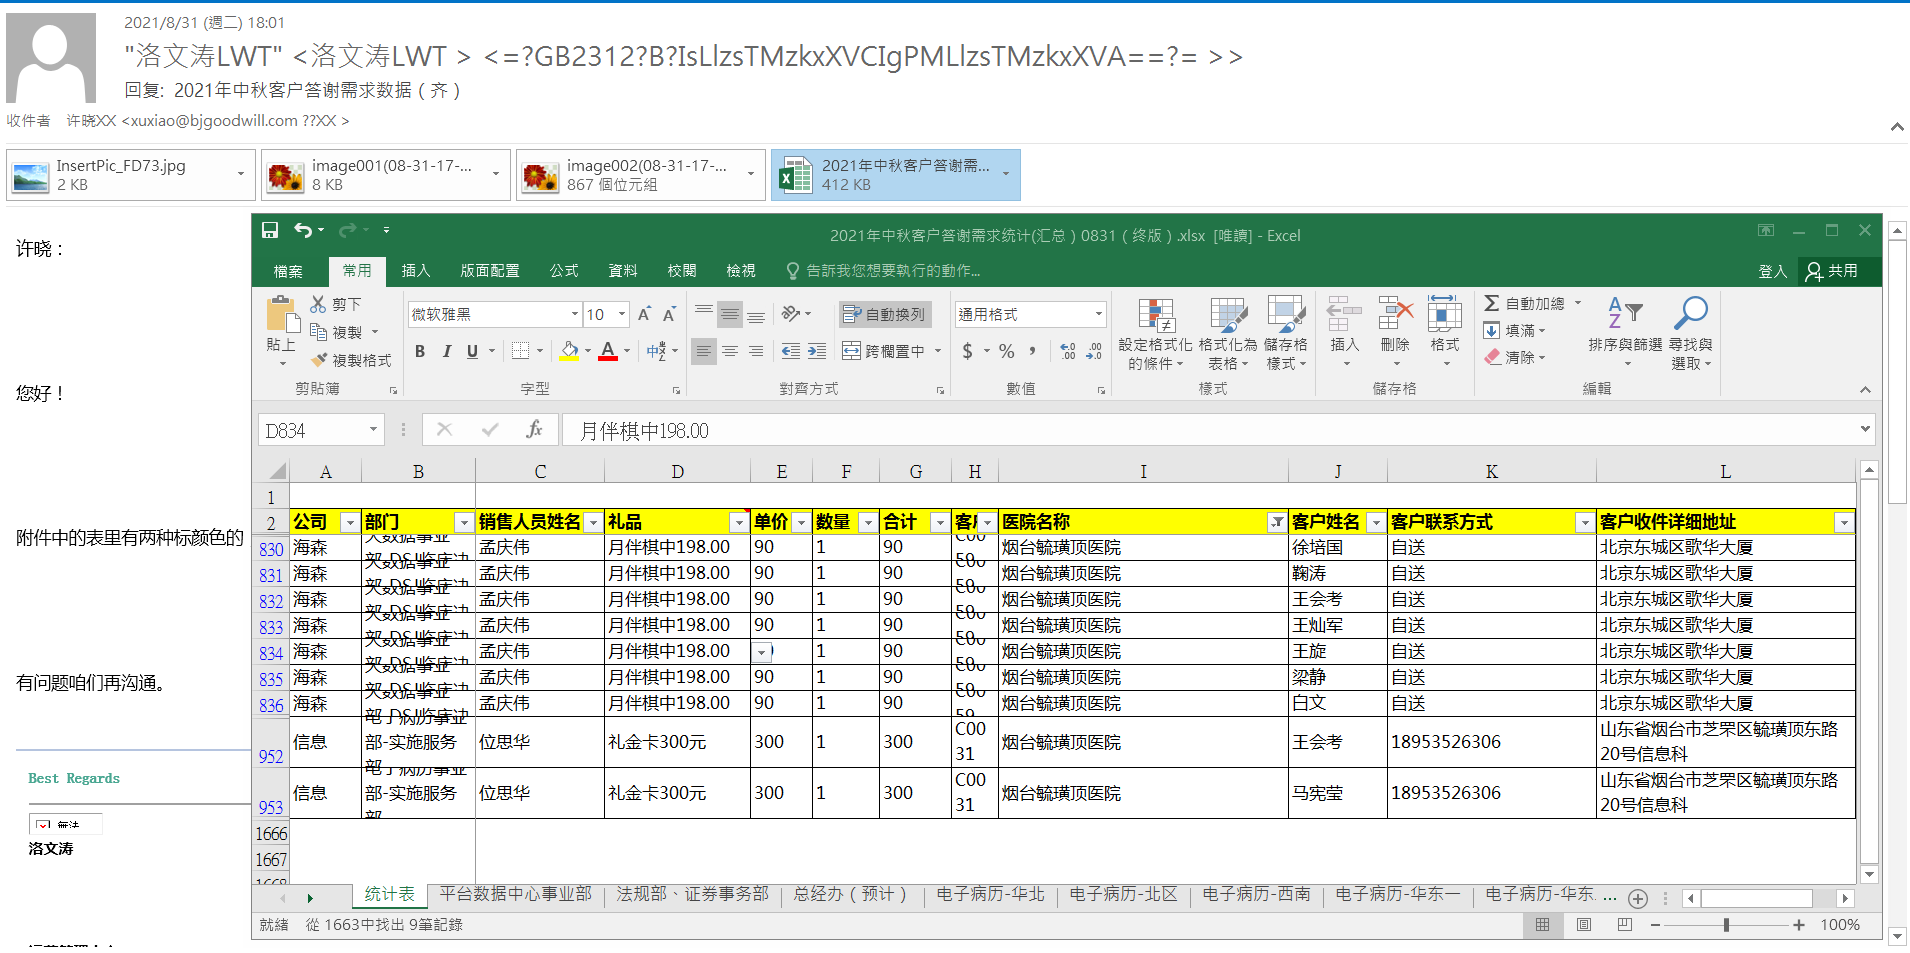 2021/8/31 (週二) 18:01
"洛文涛LWT" <洛文涛LWT > <=?GB2312?B?IsLlzsTMzkxXVCIgPMLlzsTMzkxXVA==?= >>
回复: 2021年中秋客户答谢需求数据（齐）
收件者 许晓XX <xuxiao@bjgoodwill.com ??XX >
InsertPic_FD73.jpg
2 KB
image001(08-31-17-...
8 KB
image002(08-31-17-...
867 個位元組
2021年中秋客户答谢需...
412 KB
许晓：
您好！
附件中的表里有两种标颜色的
有问题咱们再沟通。
Best Regards
無法
洛文涛
2021年中秋客户答谢需求统计(汇总）0831（终版）.xlsx [唯讀] - Excel
檔案 常用 插入 版面配置 公式 資料 校閱 檢視 告訴我您想要執行的動作... 登入 共用
貼上 剪下 複製 複製格式 剪貼簿
微软雅黑 10 B I U A 字型
自動換列 跨欄置中 對齊方式
通用格式 $ % , 數值
設定格式化的條件 格式化為表格 儲存格樣式 樣式
插入 刪除 格式 儲存格
自動加總 填滿 清除 排序與篩選 尋找與選取 編輯
D834 fx 月伴棋中198.00
A B C D E F G H I J K L
1
2 公司 部门 销售人员姓名 礼品 单价 数量 合计 客户 医院名称 客户姓名 客户联系方式 客户收件详细地址
830 海森 孟庆伟 月伴棋中198.00 90 1 90 烟台毓璜顶医院 徐培国 自送 北京东城区歌华大厦
831 海森 孟庆伟 月伴棋中198.00 90 1 90 烟台毓璜顶医院 鞠涛 自送 北京东城区歌华大厦
832 海森 孟庆伟 月伴棋中198.00 90 1 90 烟台毓璜顶医院 王会考 自送 北京东城区歌华大厦
833 海森 孟庆伟 月伴棋中198.00 90 1 90 烟台毓璜顶医院 王灿军 自送 北京东城区歌华大厦
834 海森 孟庆伟 月伴棋中198.00 1 90 烟台毓璜顶医院 王旋 自送 北京东城区歌华大厦
835 海森 孟庆伟 月伴棋中198.00 90 1 90 烟台毓璜顶医院 梁静 自送 北京东城区歌华大厦
836 海森 孟庆伟 月伴棋中198.00 90 1 90 烟台毓璜顶医院 白文 自送 北京东城区歌华大厦
952 信息 电子病历事业部-实施服务部 位思华 礼金卡300元 300 1 300 C0031 烟台毓璜顶医院 王会考 18953526306 山东省烟台市芝罘区毓璜顶东路20号信息科
953 信息 电子病历事业部-实施服务部 位思华 礼金卡300元 300 1 300 C0031 烟台毓璜顶医院 马宪莹 18953526306 山东省烟台市芝罘区毓璜顶东路20号信息科
1666
1667
1668
统计表 平台数据中心事业部 法规部、证券事务部 总经办（预计） 电子病历-华北 电子病历-北区 电子病历-西南 电子病历-华东一 电子病历-华东 ...
就緒 從 1663中找出 9筆記錄 100%